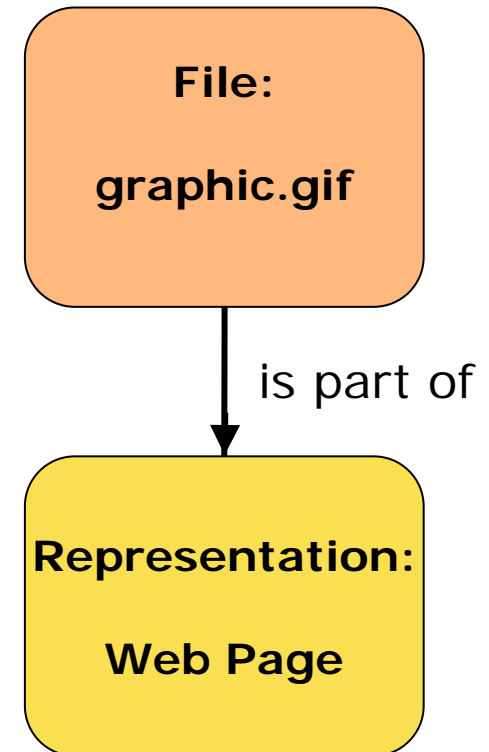 File:
graphic.gif
is part of
Representation:
Web Page